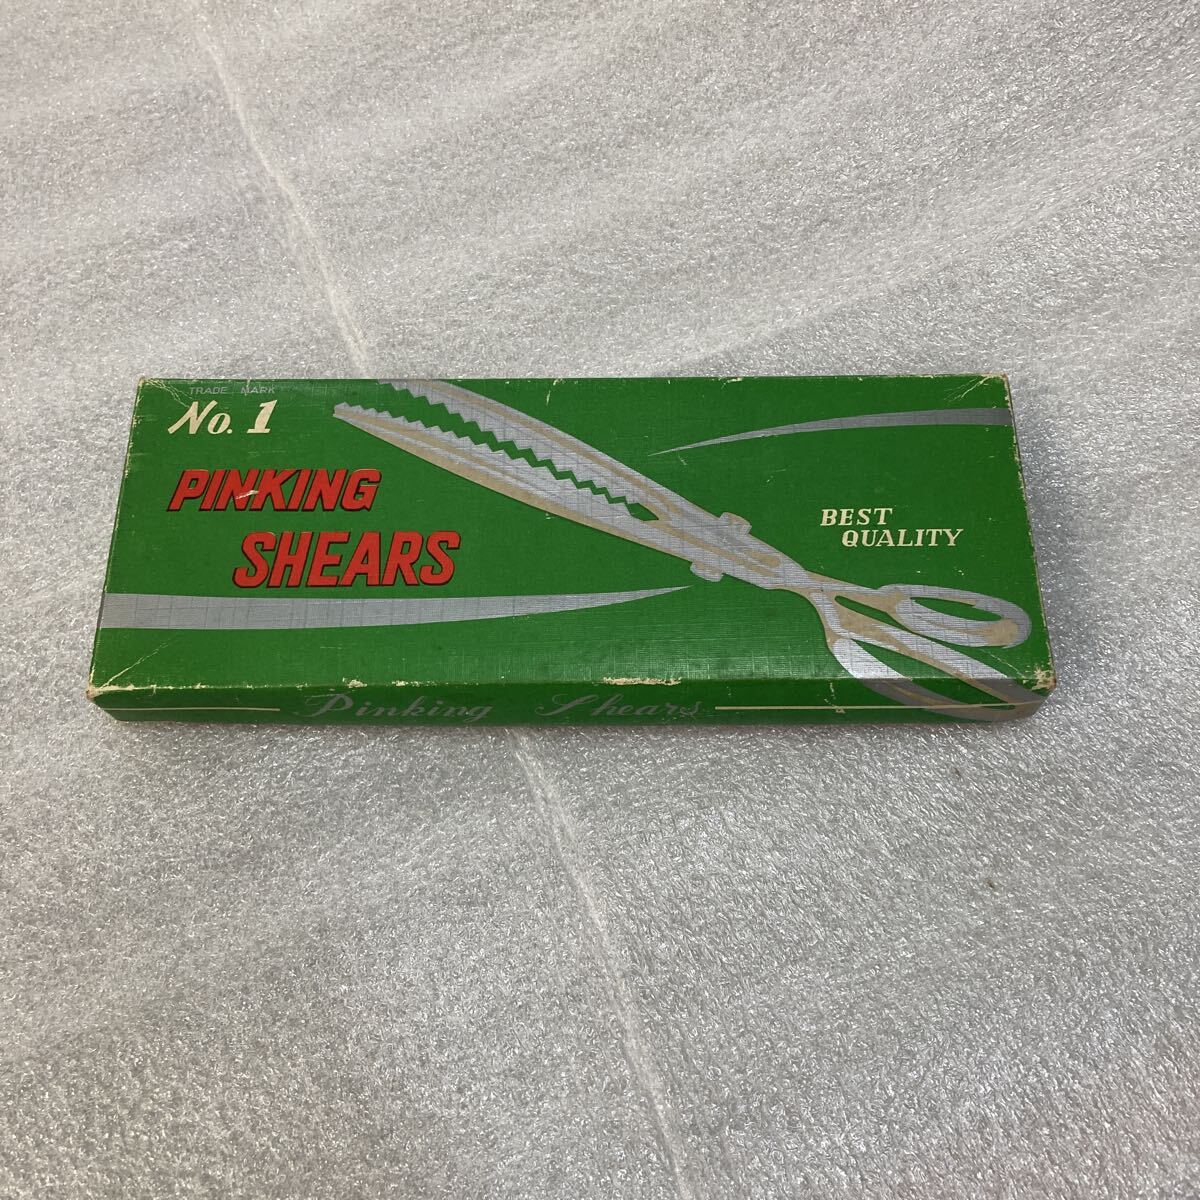 TRADE MARK
No. 1
PINKING
SHEARS
BEST
QUALITY
Pinking Shears